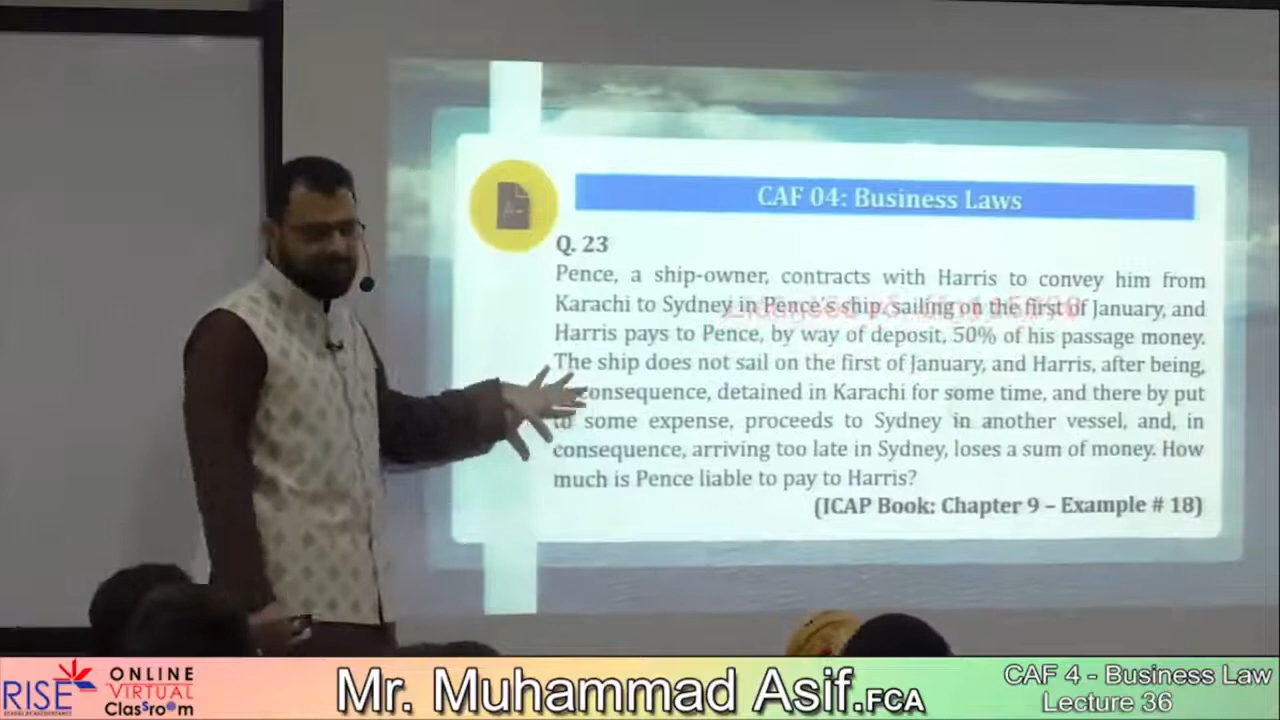 CAF 04: Business Laws
Q. 23
Pence, a ship-owner, contracts with Harris to convey him from
Karachi to Sydney in Pence's ship, sailing on the first of January, and
Harris pays to Pence, by way of deposit, 50% of his passage money.
The ship does not sail on the first of January, and Harris, after being,
consequence, detained in Karachi for some time, and there by put
to some expense, proceeds to Sydney in another vessel, and, in
consequence, arriving too late in Sydney, loses a sum of money. How
much is Pence liable to pay to Harris?
(ICAP Book: Chapter 9 – Example # 18)
RISE
ONLINE
VIRTUAL
Classroom
Mr. Muhammad Asif.FCA
CAF 4 - Business Law
Lecture 36